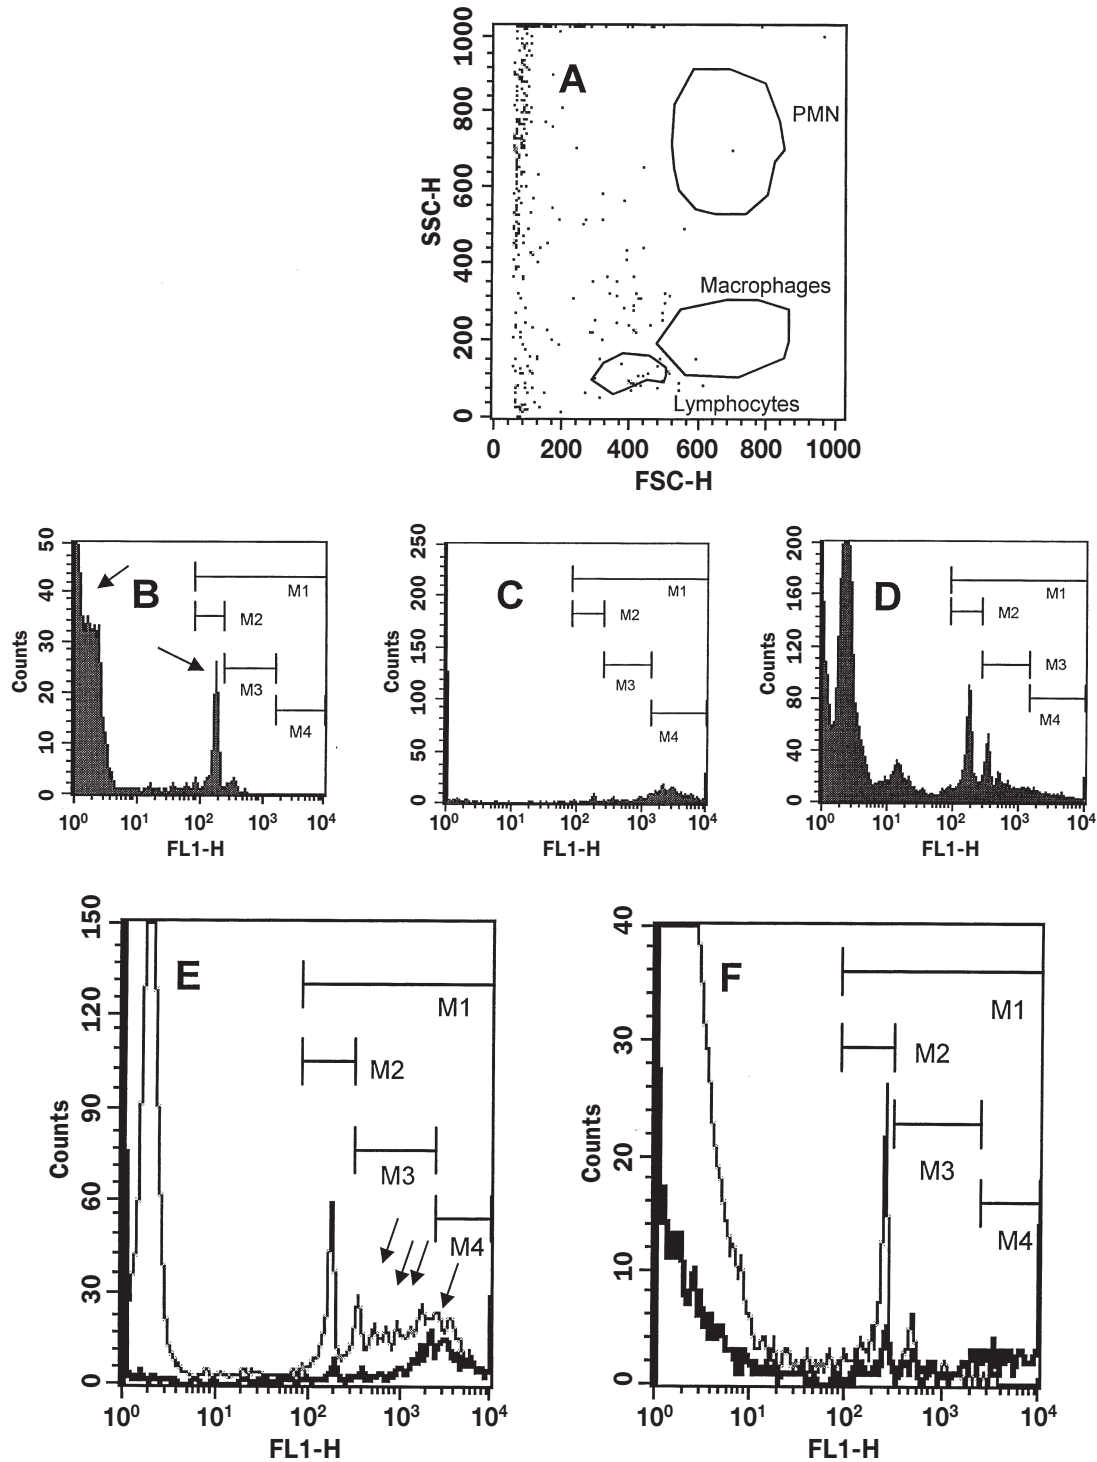 A
PMN
Macrophages
Lymphocytes
SSC-H
0 200 400 600 800 1000
0 200 400 600 800 1000
FSC-H
B
M1
M2
M3
M4
Counts
0 10 20 30 40 50
10⁰ 10¹ 10² 10³ 10⁴
FL1-H
C
M1
M2
M3
M4
Counts
0 50 100 150 200 250
10⁰ 10¹ 10² 10³ 10⁴
FL1-H
D
M1
M2
M3
M4
Counts
0 40 80 120 160 200
10⁰ 10¹ 10² 10³ 10⁴
FL1-H
E
M1
M2
M3
M4
Counts
0 30 60 90 120 150
10⁰ 10¹ 10² 10³ 10⁴
FL1-H
F
M1
M2
M3
M4
Counts
0 10 20 30 40
10⁰ 10¹ 10² 10³ 10⁴
FL1-H